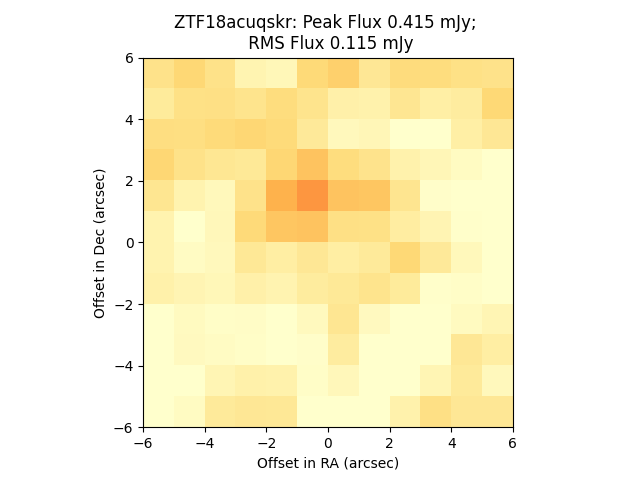 ZTF18acuqskr: Peak Flux 0.415 mJy;
RMS Flux 0.115 mJy
6
4
2
0
−2
−4
−6
Offset in Dec (arcsec)
−6 −4 −2 0 2 4 6
Offset in RA (arcsec)